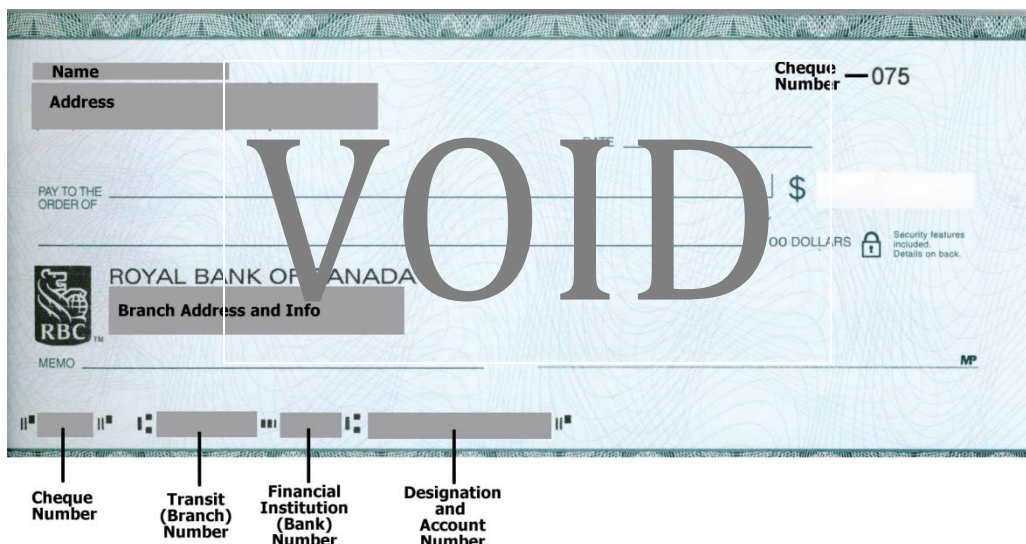 Name
Address
Cheque
Number
075
DATE
VOID
PAY TO THE
ORDER OF
$
00 DOLLARS
Security features
included.
Details on back.
ROYAL BANK OF CANADA
Branch Address and Info
RBC
TM
MEMO
MP
Cheque
Number
Transit
(Branch)
Number
Financial
Institution
(Bank)
Number
Designation
and
Account
Number